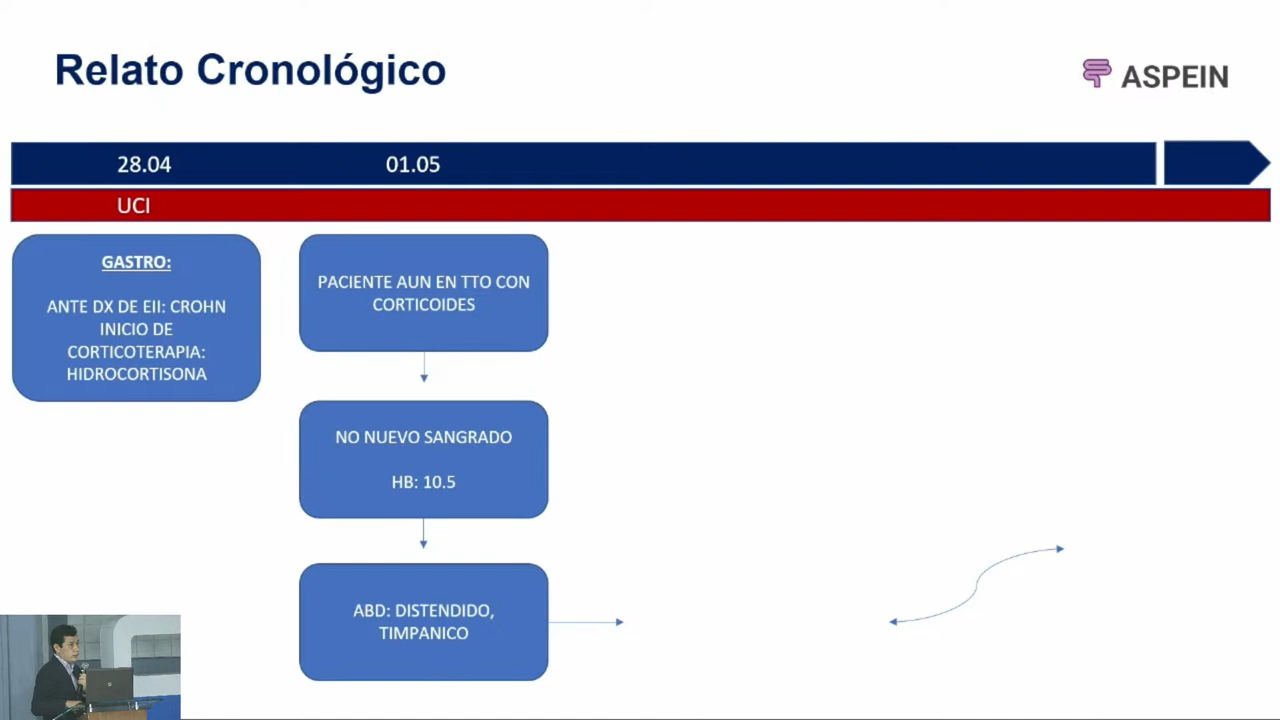 Relato Cronológico
ASPEIN
28.04
01.05
UCI
GASTRO:
ANTE DX DE EII: CROHN
INICIO DE
CORTICOTERAPIA:
HIDROCORTISONA
PACIENTE AUN EN TTO CON
CORTICOIDES
NO NUEVO SANGRADO
HB: 10.5
ABD: DISTENDIDO,
TIMPANICO